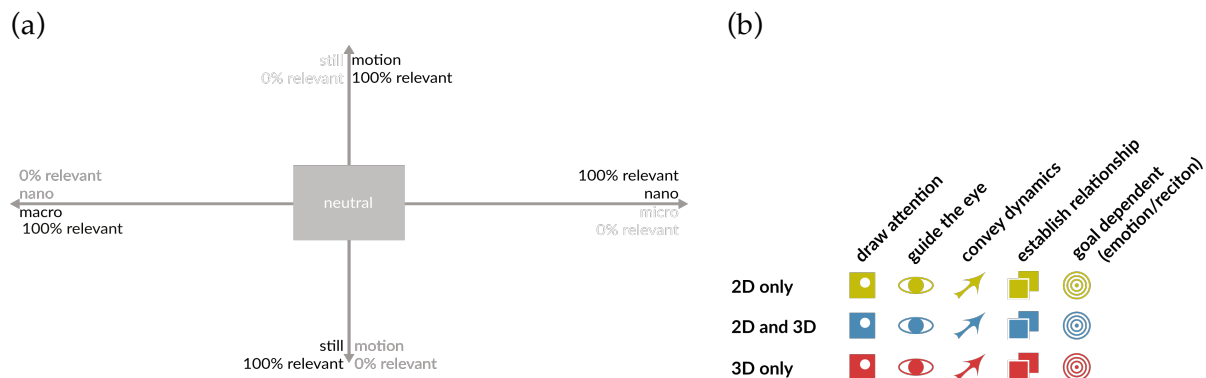 (a)
still motion
0% relevant 100% relevant
0% relevant
nano
macro
100% relevant
neutral
100% relevant
nano
micro
0% relevant
still motion
100% relevant 0% relevant
(b)
draw attention
guide the eye
convey dynamics
establish relationship
goal dependent
(emotion/reciton)
2D only
2D and 3D
3D only